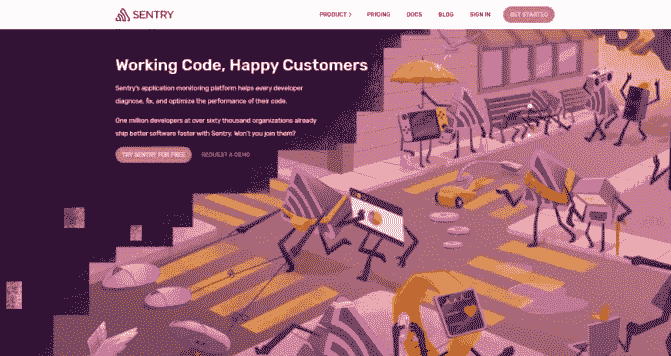 SENTRY
PRODUCT
PRICING
DOCS
BLOG
SIGN IN
GET STARTED
Working Code, Happy Customers
Sentry's application monitoring platform helps every developer
diagnose, fix, and optimize the performance of their code.
One million developers at over sixty thousand organizations already
ship better software faster with Sentry. Won't you join them?
TRY SENTRY FOR FREE
REQUEST A DEMO